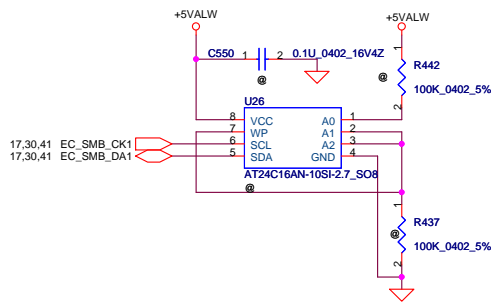 +5VALW
+5VALW
C550 1 2 0.1U_0402_16V4Z
@
1
R442
@
100K_0402_5%
2
U26
8 VCC A0 1
7 WP A1 2
17,30,41 EC_SMB_CK1 6 SCL A2 3
17,30,41 EC_SMB_DA1 5 SDA GND 4
AT24C16AN-10SI-2.7_SO8
@
1
R437
@
100K_0402_5%
2